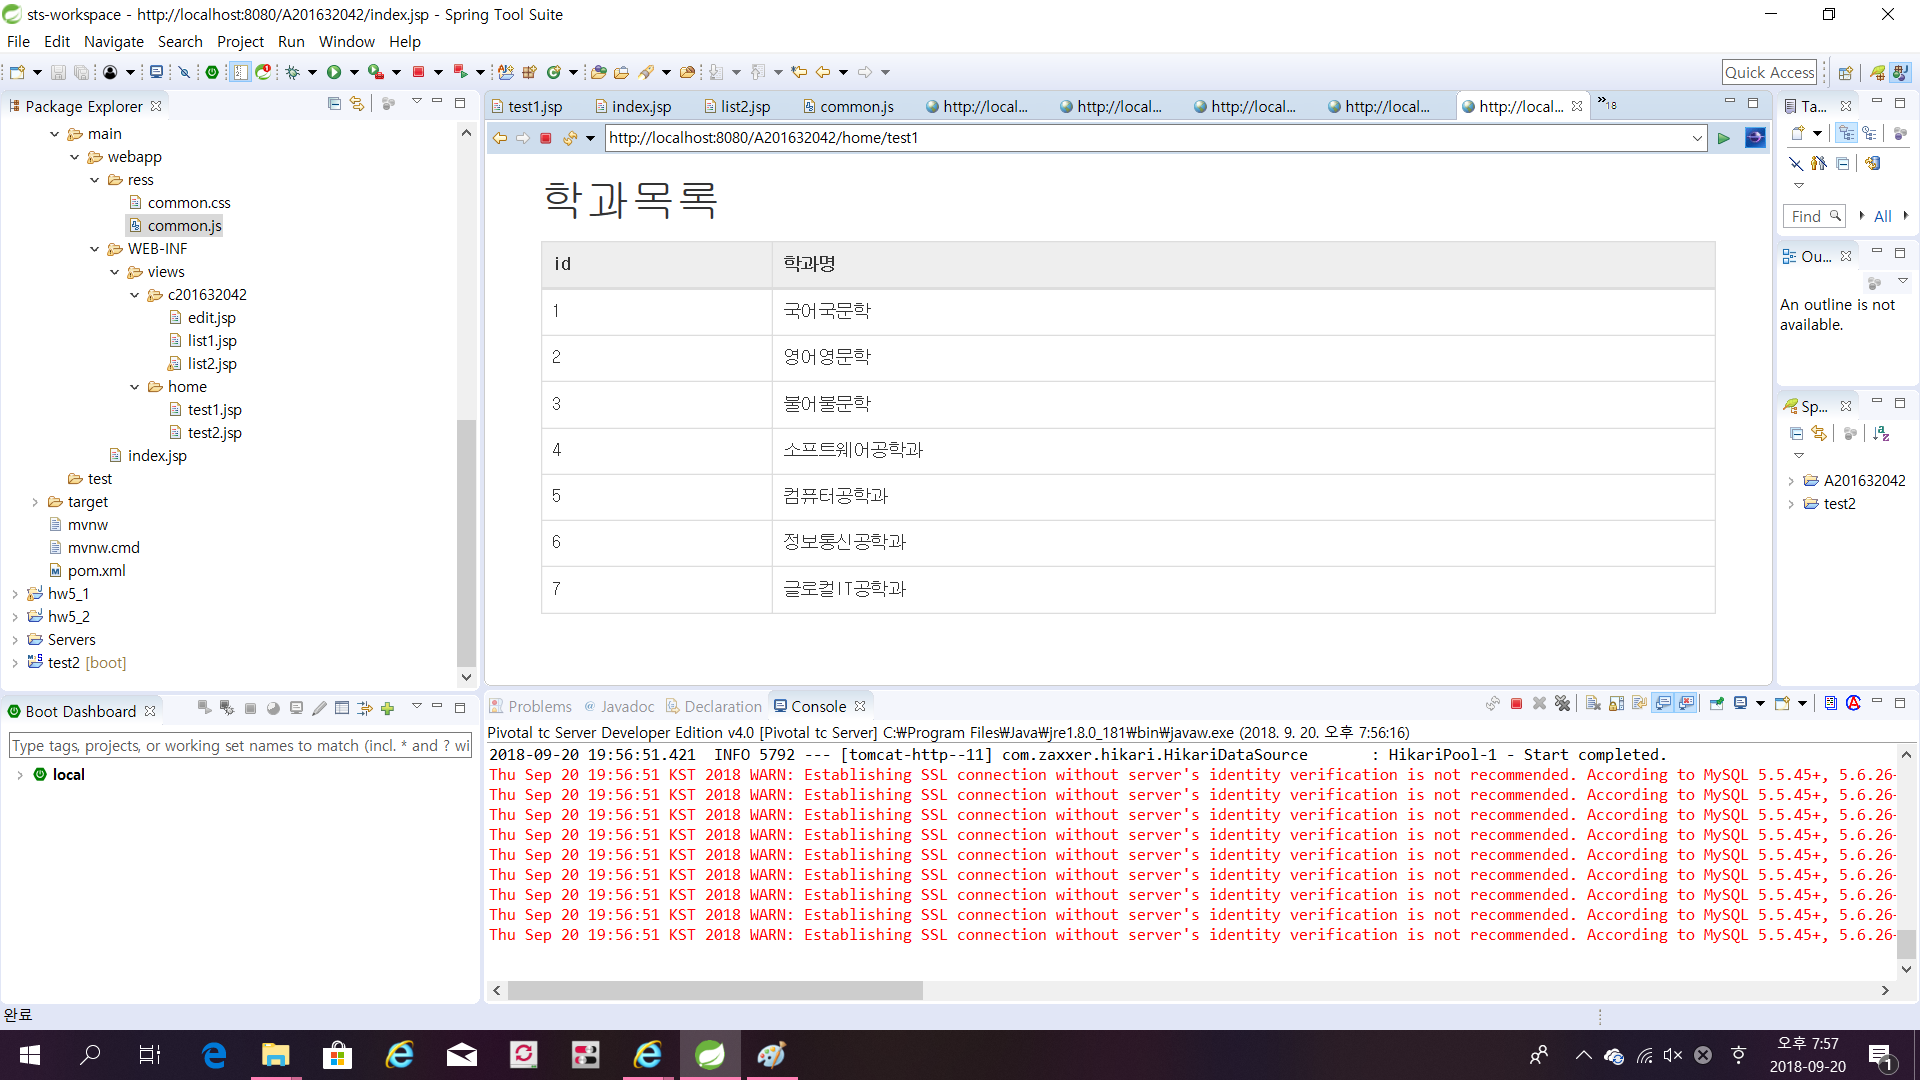 sts-workspace - http://localhost:8080/A201632042/index.jsp - Spring Tool Suite
File Edit Navigate Search Project Run Window Help
Quick Access
Package Explorer
main
webapp
ress
common.css
common.js
WEB-INF
views
c201632042
edit.jsp
list1.jsp
list2.jsp
home
test1.jsp
test2.jsp
index.jsp
test
target
mvnw
mvnw.cmd
pom.xml
hw5_1
hw5_2
Servers
test2 [boot]
test1.jsp index.jsp list2.jsp common.js http://local... http://local... http://local... http://local... http://local... »18
http://localhost:8080/A201632042/home/test1
학과목록
id 학과명
1 국어국문학
2 영어영문학
3 불어불문학
4 소프트웨어공학과
5 컴퓨터공학과
6 정보통신공학과
7 글로컬IT공학과
Ta...
Find All
Ou...
An outline is not
available.
Sp...
A201632042
test2
Boot Dashboard
Type tags, projects, or working set names to match (incl. * and ? wi
local
Problems Javadoc Declaration Console
Pivotal tc Server Developer Edition v4.0 [Pivotal tc Server] C:₩Program Files₩Java₩jre1.8.0_181₩bin₩javaw.exe (2018. 9. 20. 오후 7:56:16)
2018-09-20 19:56:51.421 INFO 5792 --- [tomcat-http--11] com.zaxxer.hikari.HikariDataSource : HikariPool-1 - Start completed.
Thu Sep 20 19:56:51 KST 2018 WARN: Establishing SSL connection without server's identity verification is not recommended. According to MySQL 5.5.45+, 5.6.26-
Thu Sep 20 19:56:51 KST 2018 WARN: Establishing SSL connection without server's identity verification is not recommended. According to MySQL 5.5.45+, 5.6.26-
Thu Sep 20 19:56:51 KST 2018 WARN: Establishing SSL connection without server's identity verification is not recommended. According to MySQL 5.5.45+, 5.6.26-
Thu Sep 20 19:56:51 KST 2018 WARN: Establishing SSL connection without server's identity verification is not recommended. According to MySQL 5.5.45+, 5.6.26-
Thu Sep 20 19:56:51 KST 2018 WARN: Establishing SSL connection without server's identity verification is not recommended. According to MySQL 5.5.45+, 5.6.26-
Thu Sep 20 19:56:51 KST 2018 WARN: Establishing SSL connection without server's identity verification is not recommended. According to MySQL 5.5.45+, 5.6.26-
Thu Sep 20 19:56:51 KST 2018 WARN: Establishing SSL connection without server's identity verification is not recommended. According to MySQL 5.5.45+, 5.6.26-
Thu Sep 20 19:56:51 KST 2018 WARN: Establishing SSL connection without server's identity verification is not recommended. According to MySQL 5.5.45+, 5.6.26-
Thu Sep 20 19:56:51 KST 2018 WARN: Establishing SSL connection without server's identity verification is not recommended. According to MySQL 5.5.45+, 5.6.26-
완료
오후 7:57
2018-09-20
1